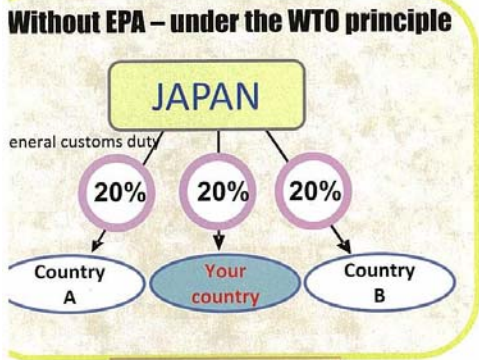 Without EPA – under the WTO principle
JAPAN
eneral customs duty
20% 20% 20%
Country
A
Your
country
Country
B